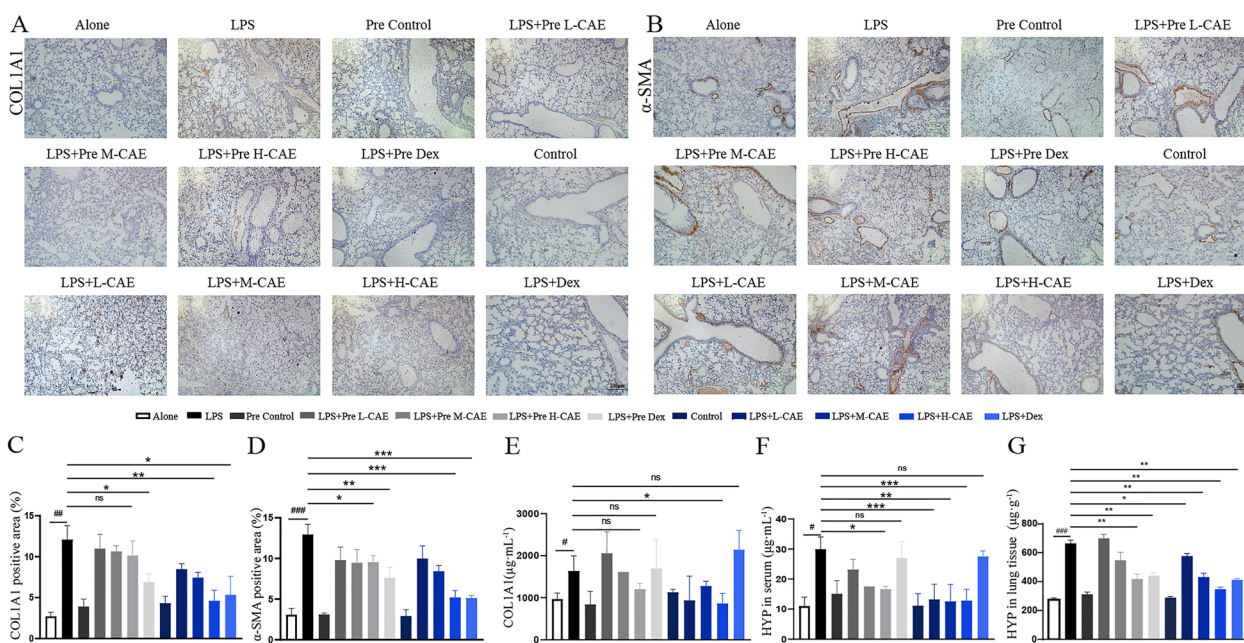 A
Alone LPS Pre Control LPS+Pre L-CAE
COL1A1
LPS+Pre M-CAE LPS+Pre H-CAE LPS+Pre Dex Control
LPS+L-CAE LPS+M-CAE LPS+H-CAE LPS+Dex
100μm
B
Alone LPS Pre Control LPS+Pre L-CAE
α-SMA
LPS+Pre M-CAE LPS+Pre H-CAE LPS+Pre Dex Control
LPS+L-CAE LPS+M-CAE LPS+H-CAE LPS+Dex
Alone LPS Pre Control LPS+Pre L-CAE LPS+Pre M-CAE LPS+Pre H-CAE LPS+Pre Dex Control LPS+L-CAE LPS+M-CAE LPS+H-CAE LPS+Dex
C
COL1A1 positive area (%)
15
10
5
0
##
ns
*
**
*
D
α-SMA positive area (%)
15
10
5
0
###
*
**
***
***
E
COL1A1(μg·mL-1)
3000
2000
1000
0
#
ns
ns
*
ns
F
HYP in serum (μg·mL-1)
40
30
20
10
0
#
*
ns
***
**
***
ns
G
HYP in lung tissue (μg·g-1)
1000
800
600
400
200
0
###
**
**
*
**
**
**